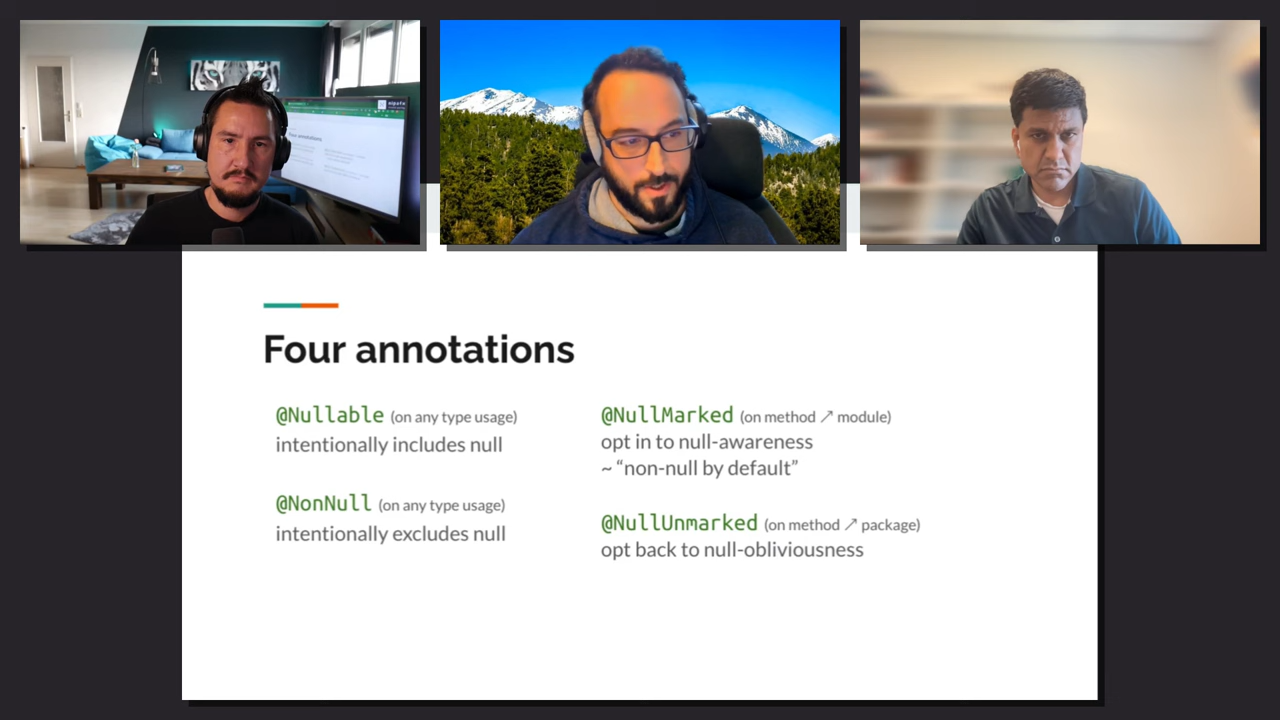 Four annotations
@Nullable (on any type usage)
intentionally includes null
@NonNull (on any type usage)
intentionally excludes null
@NullMarked (on method ↗ module)
opt in to null-awareness
~ “non-null by default”
@NullUnmarked (on method ↗ package)
opt back to null-obliviousness